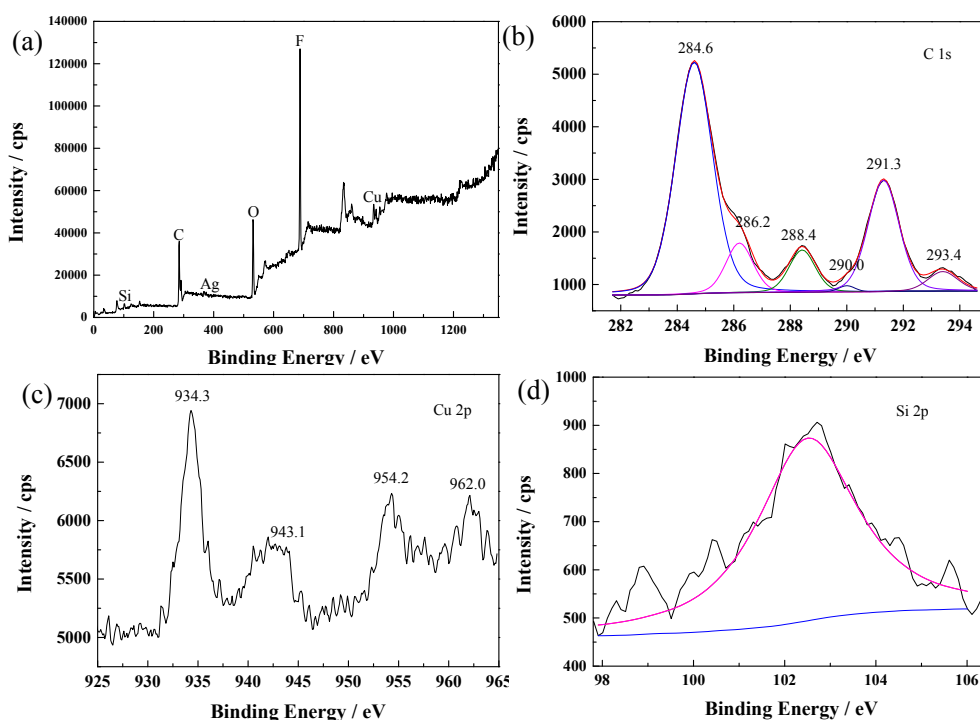 (a)
140000
120000
100000
80000
60000
40000
20000
0
Intensity / cps
F
O
C
Cu
Ag
Si
0 200 400 600 800 1000 1200
Binding Energy / eV
(b)
C 1s
6000
5000
4000
3000
2000
1000
Intensity / cps
284.6
286.2
288.4
290.0
291.3
293.4
282 284 286 288 290 292 294
Binding Energy / eV
(c)
Cu 2p
7000
6500
6000
5500
5000
Intensity / cps
934.3
943.1
954.2
962.0
925 930 935 940 945 950 955 960 965
Binding Energy / eV
(d)
Si 2p
900
800
700
600
500
400
Intensity / cps
98 100 102 104 106
Binding Energy / eV